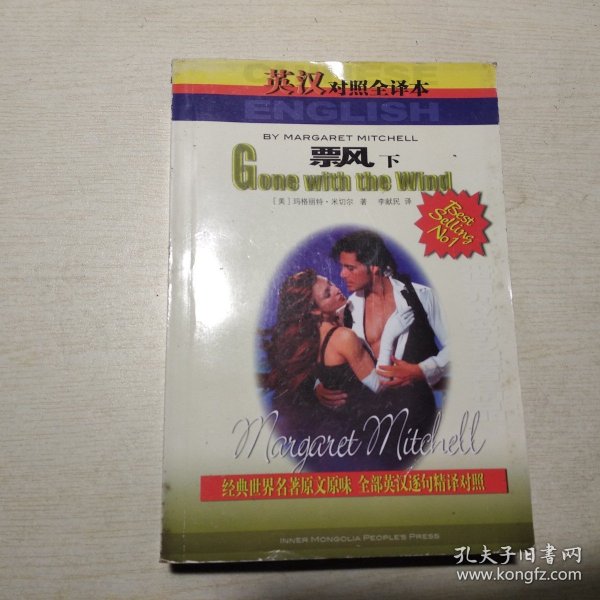 CHINESE
英汉对照全译本
ENGLISH
BY MARGARET MITCHELL
飘风 下
Gone with the Wind
[美] 玛格丽特·米切尔 著 李献民 译
Best
Selling
No1
Margaret Mitchell
经典世界名著原文原味 全部英汉逐句精译对照
INNER MONGOLIA PEOPLE'S PRESS
孔夫子旧书网
www.kongfz.com